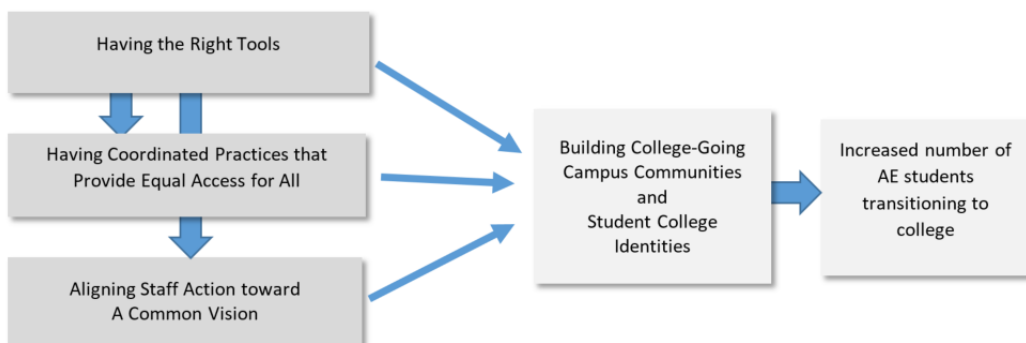 Having the Right Tools
Having Coordinated Practices that
Provide Equal Access for All
Aligning Staff Action toward
A Common Vision
Building College-Going
Campus Communities
and
Student College
Identities
Increased number of
AE students
transitioning to
college